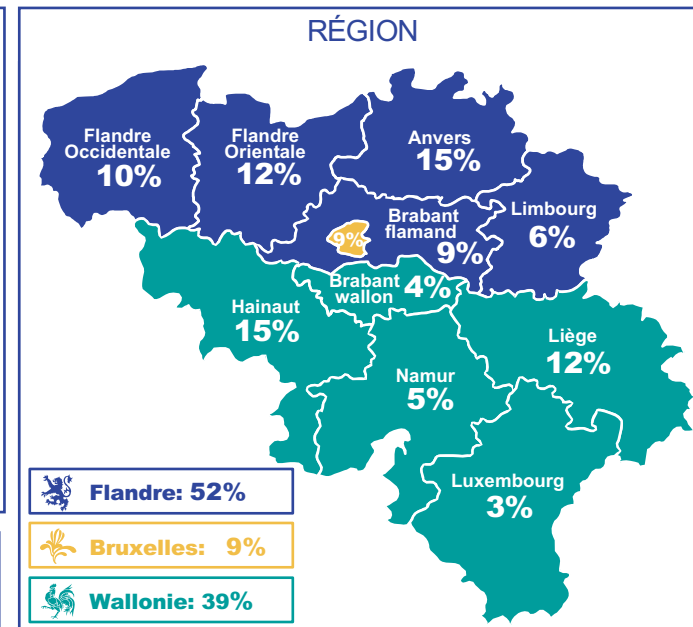 RÉGION
Flandre
Occidentale
10%
Flandre
Orientale
12%
Anvers
15%
Limbourg
6%
Brabant
flamand
9%
9%
Brabant
wallon
4%
Hainaut
15%
Liège
12%
Namur
5%
Luxembourg
3%
Flandre: 52%
Bruxelles: 9%
Wallonie: 39%